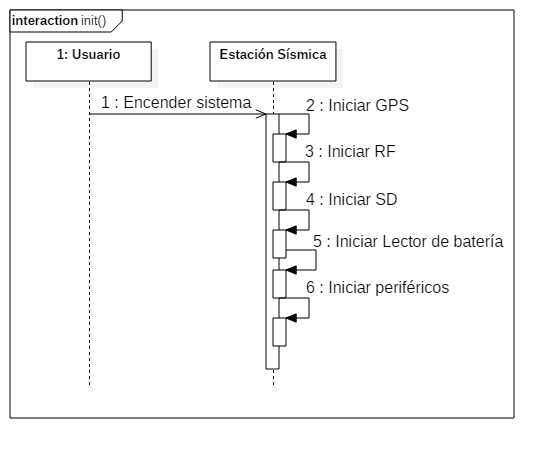 interaction init()
1: Usuario
Estación Sísmica
1 : Encender sistema
2 : Iniciar GPS
3 : Iniciar RF
4 : Iniciar SD
5 : Iniciar Lector de batería
6 : Iniciar periféricos